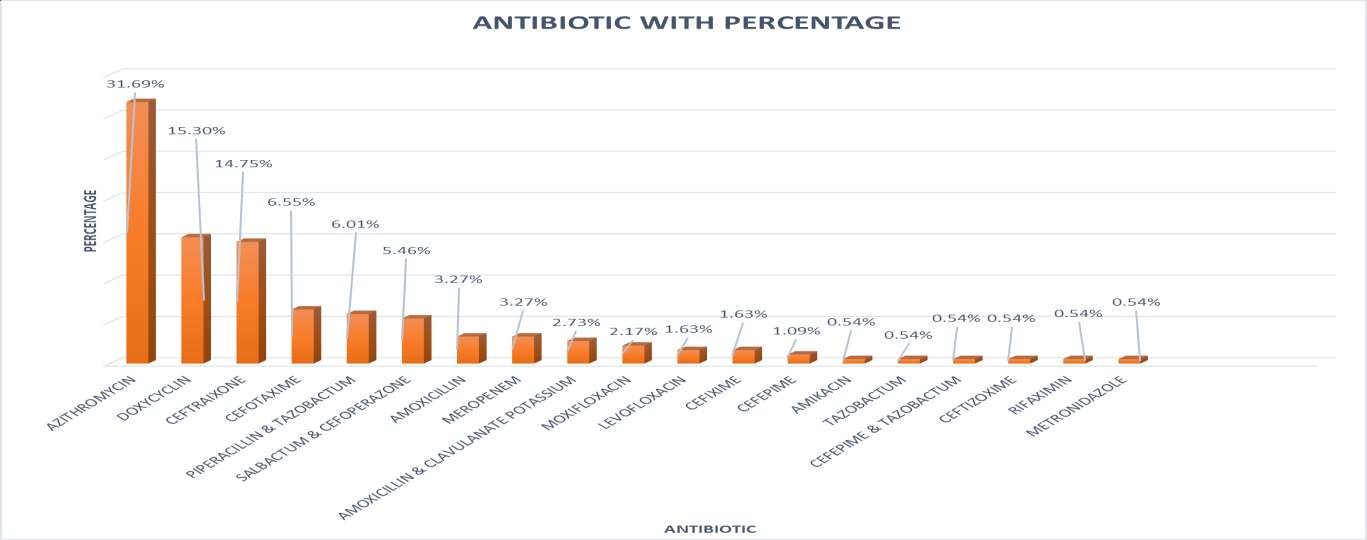 ANTIBIOTIC WITH PERCENTAGE
31.69%
15.30%
14.75%
6.55%
6.01%
5.46%
3.27%
3.27%
2.73%
2.17%
1.63%
1.63%
1.09%
0.54%
0.54%
0.54%
0.54%
0.54%
0.54%
PERCENTAGE
AZITHROMYCIN
DOXYCYCLIN
CEFTRAIXONE
CEFOTAXIME
PIPERACILLIN & TAZOBACTUM
SALBACTUM & CEFOPERAZONE
AMOXICILLIN
MEROPENEM
AMOXICILLIN & CLAVULANATE POTASSIUM
MOXIFLOXACIN
LEVOFLOXACIN
CEFIXIME
CEFEPIME
AMIKACIN
TAZOBACTUM
CEFEPIME & TAZOBACTUM
CEFTIZOXIME
RIFAXIMIN
METRONIDAZOLE
ANTIBIOTIC